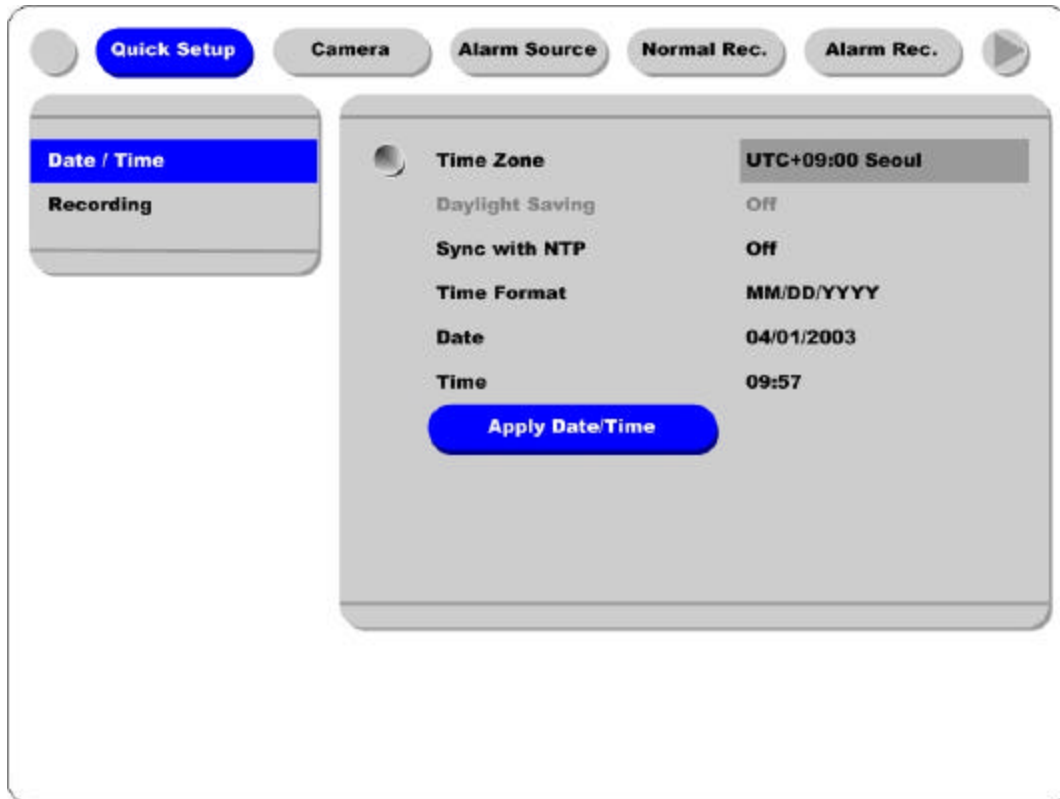 Quick Setup Camera Alarm Source Normal Rec. Alarm Rec.
Date / Time
Recording
Time Zone UTC+09:00 Seoul
Daylight Saving Off
Sync with NTP Off
Time Format MM/DD/YYYY
Date 04/01/2003
Time 09:57
Apply Date/Time